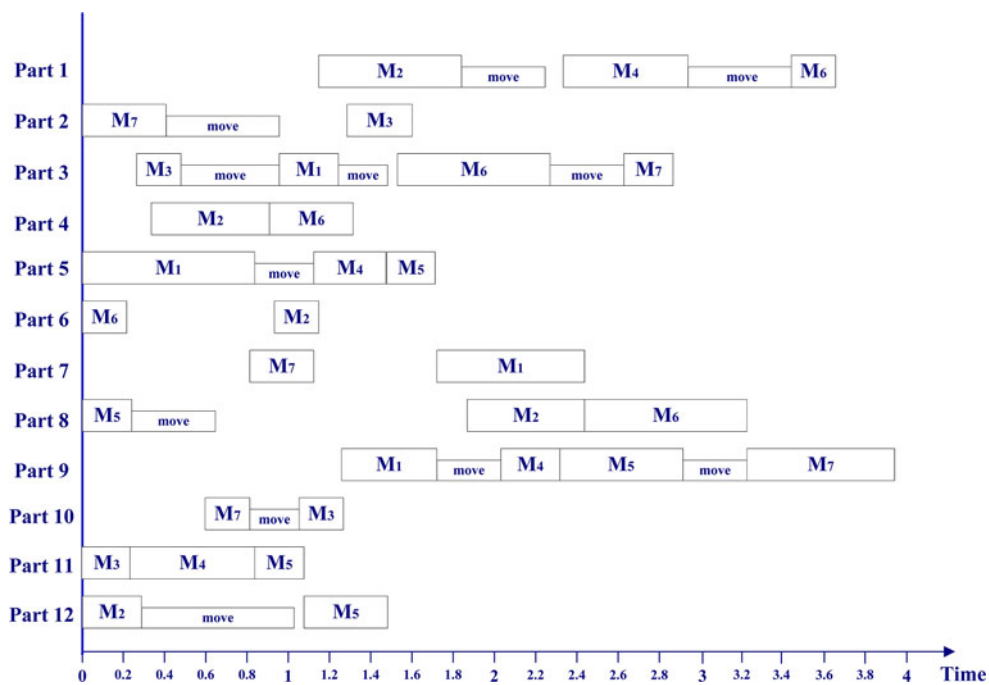 Part 1 M2 move M4 move M6
Part 2 M7 move M3
Part 3 M3 move M1 move M6 move M7
Part 4 M2 M6
Part 5 M1 move M4 M5
Part 6 M6 M2
Part 7 M7 M1
Part 8 M5 move M2 M6
Part 9 M1 move M4 M5 move M7
Part 10 M7 move M3
Part 11 M3 M4 M5
Part 12 M2 move M5
0 0.2 0.4 0.6 0.8 1 1.2 1.4 1.6 1.8 2 2.2 2.4 2.6 2.8 3 3.2 3.4 3.6 3.8 4 Time